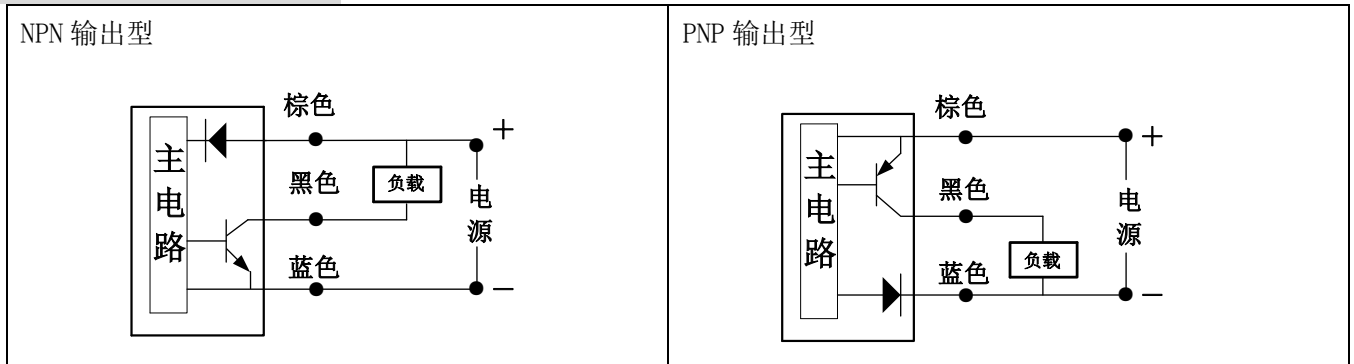 NPN 输出型
棕色
+
主电路
黑色
负载
电源
蓝色
—
PNP 输出型
棕色
+
主电路
黑色
电源
负载
蓝色
—